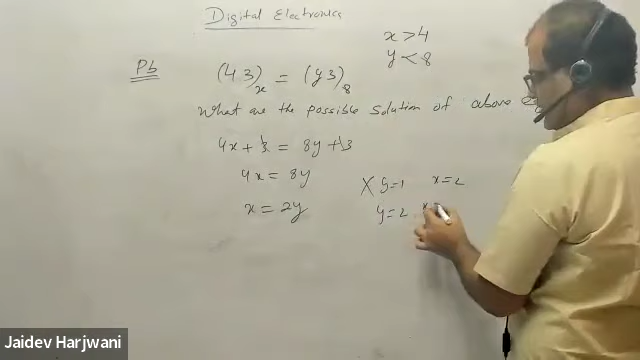 Digital Electronics
x > 4
y < 8
Pb (43)x = (y3)8
What are the possible solution of above
4x + 3 = 8y + 3
4x = 8y
x = 2y
X y = 1 x = 2
y = 2 x =
Jaidev Harjwani